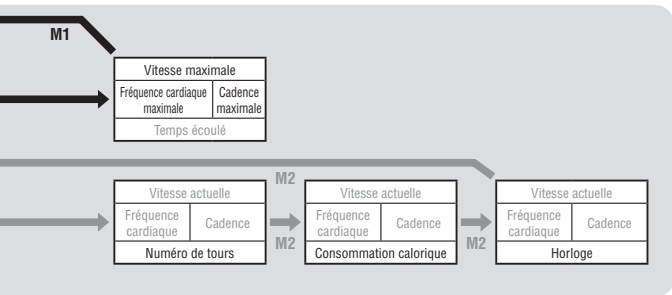 M1
Vitesse maximale
Fréquence cardiaque
maximale
Cadence
maximale
Temps écoulé
M2
Vitesse actuelle
Fréquence
cardiaque
Cadence
Numéro de tours
M2
Vitesse actuelle
Fréquence
cardiaque
Cadence
Consommation calorique
M2
Vitesse actuelle
Fréquence
cardiaque
Cadence
Horloge